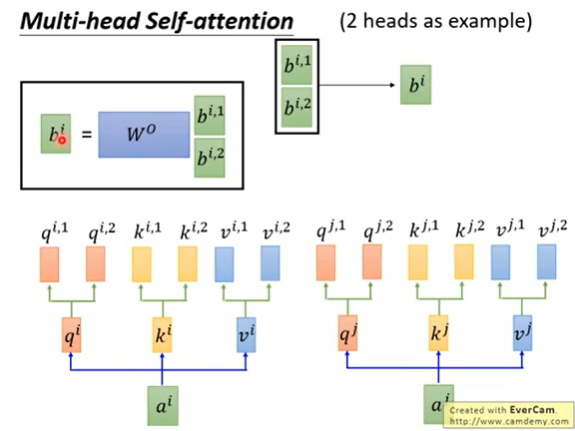 Multi-head Self-attention (2 heads as example)
b^{i,1}
b^{i,2}
b^i
b^i = W^O b^{i,1}
b^{i,2}
q^{i,1} q^{i,2} k^{i,1} k^{i,2} v^{i,1} v^{i,2} q^{j,1} q^{j,2} k^{j,1} k^{j,2} v^{j,1} v^{j,2}
q^i k^i v^i q^j k^j v^j
a^i a^j
Created with EverCam.
http://www.camdemy.com